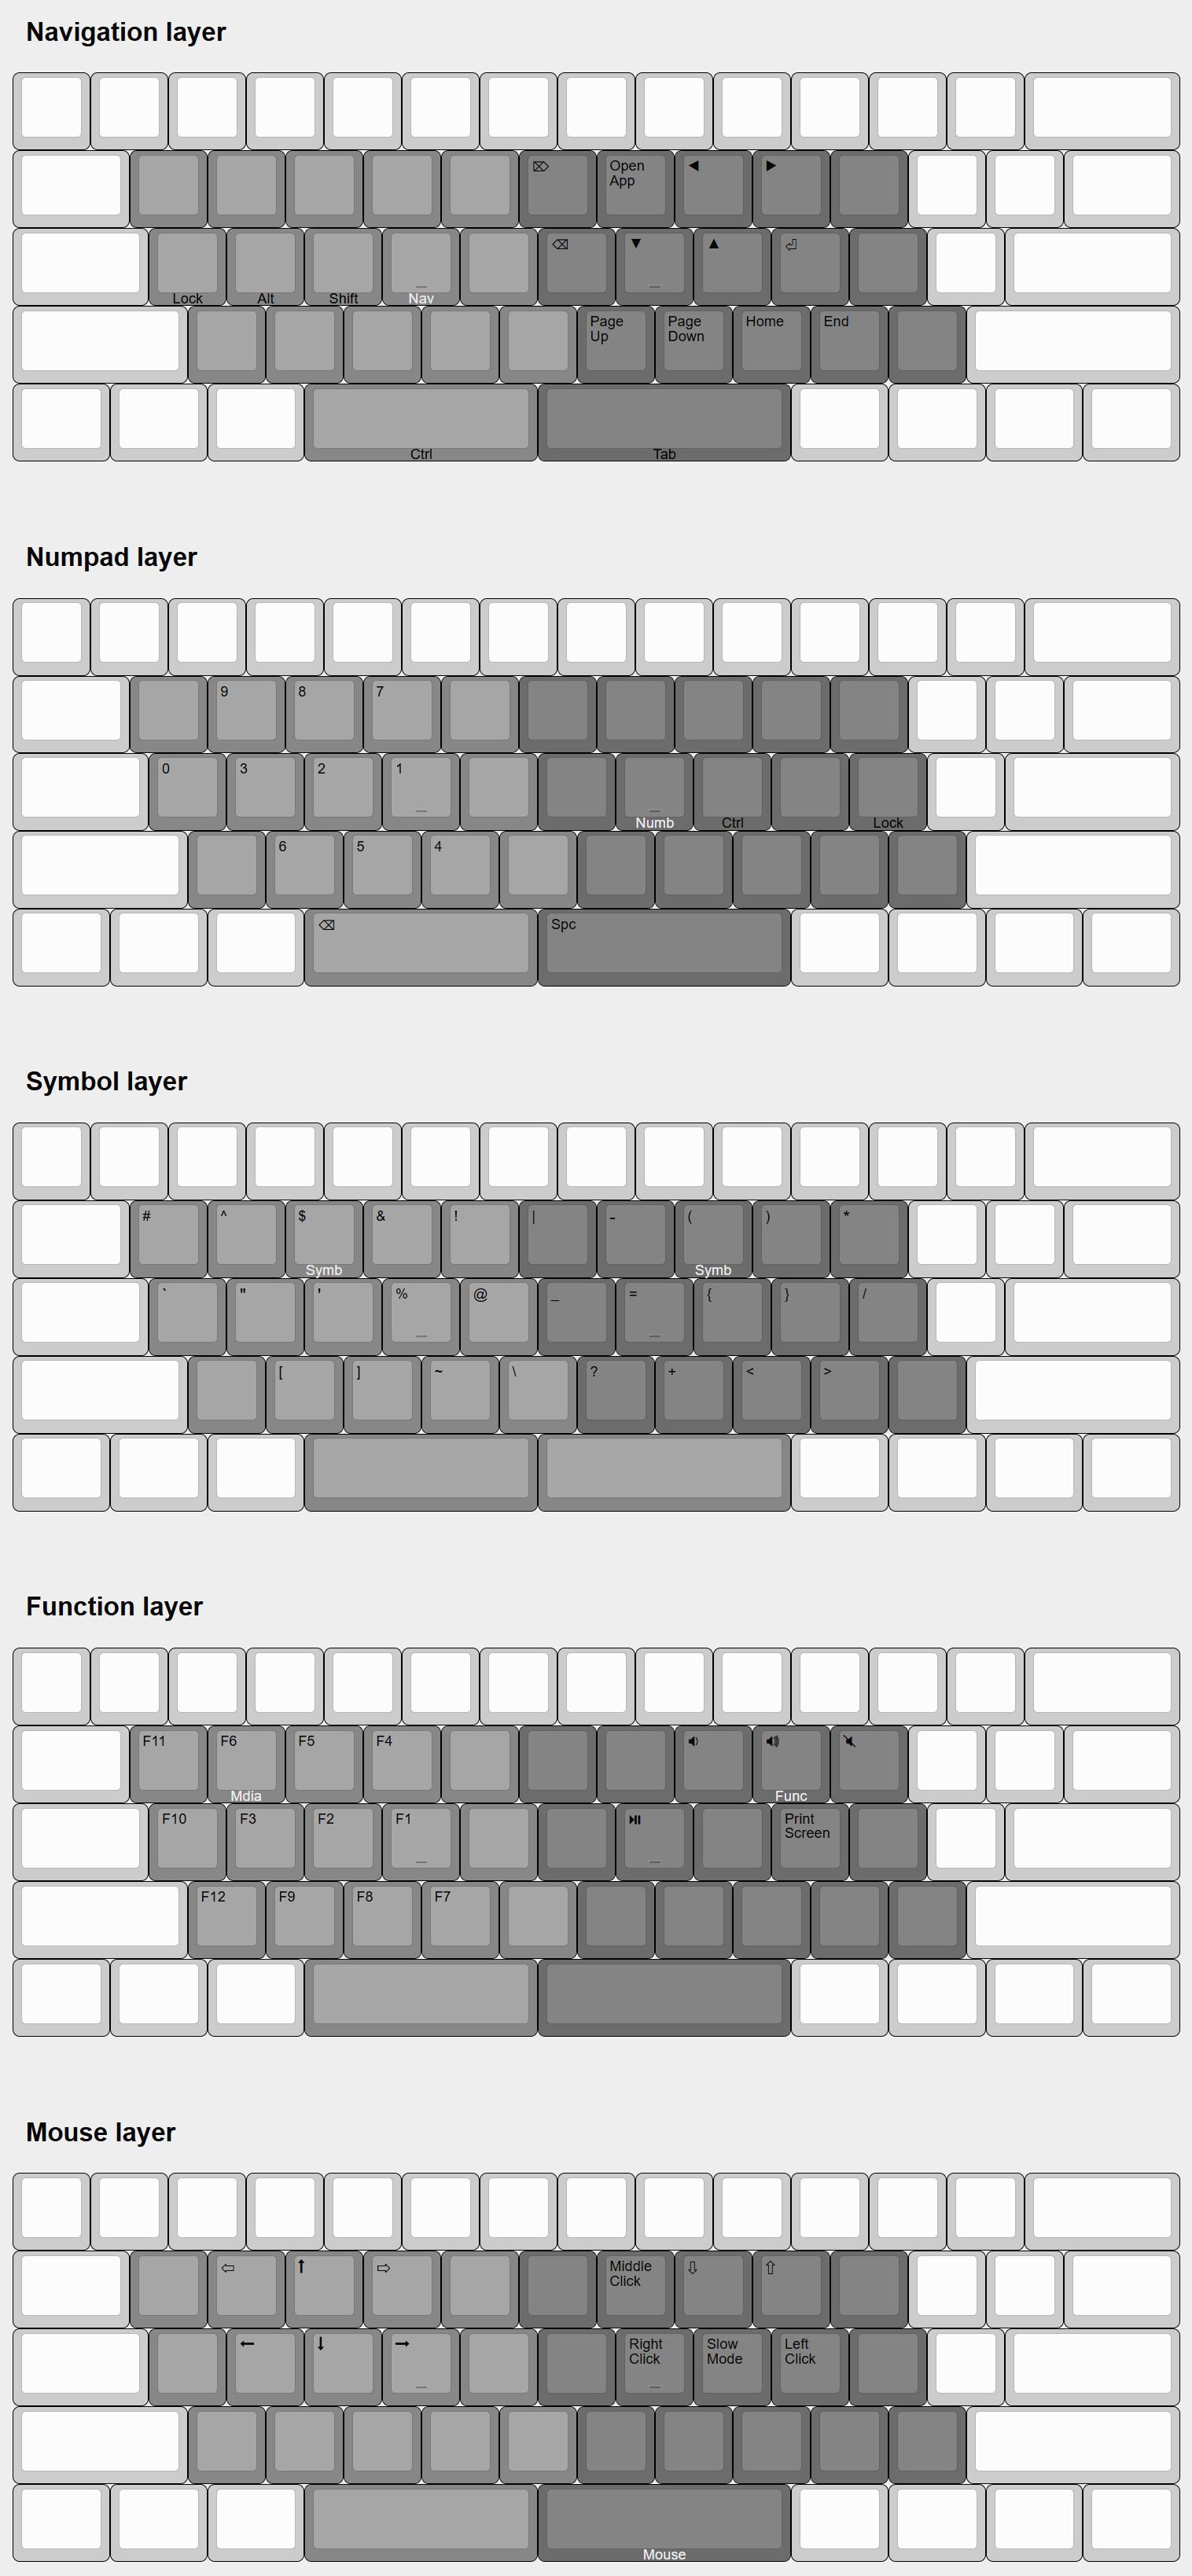 Navigation layer
⌦ Open App ◀ ▶
⌫ ▼ ▲ ⏎
Lock Alt Shift Nav
Page Up Page Down Home End
Ctrl Tab
Numpad layer
9 8 7
0 3 2 1
Numb Ctrl Lock
6 5 4
⌫ Spc
Symbol layer
# ^ $ & ! | - ( ) *
Symb Symb
` " ' % @ _ = { } /
[ ] ~ \ ? + < >
Function layer
F11 F6 F5 F4 🔉 🔊 🔇
Mdia Func
F10 F3 F2 F1 ⏯ Print Screen
F12 F9 F8 F7
Mouse layer
⇦ 🠑 ⇨ Middle Click ⇩ ⇧
🠐 🠓 🠒 Right Click Slow Mode Left Click
Mouse